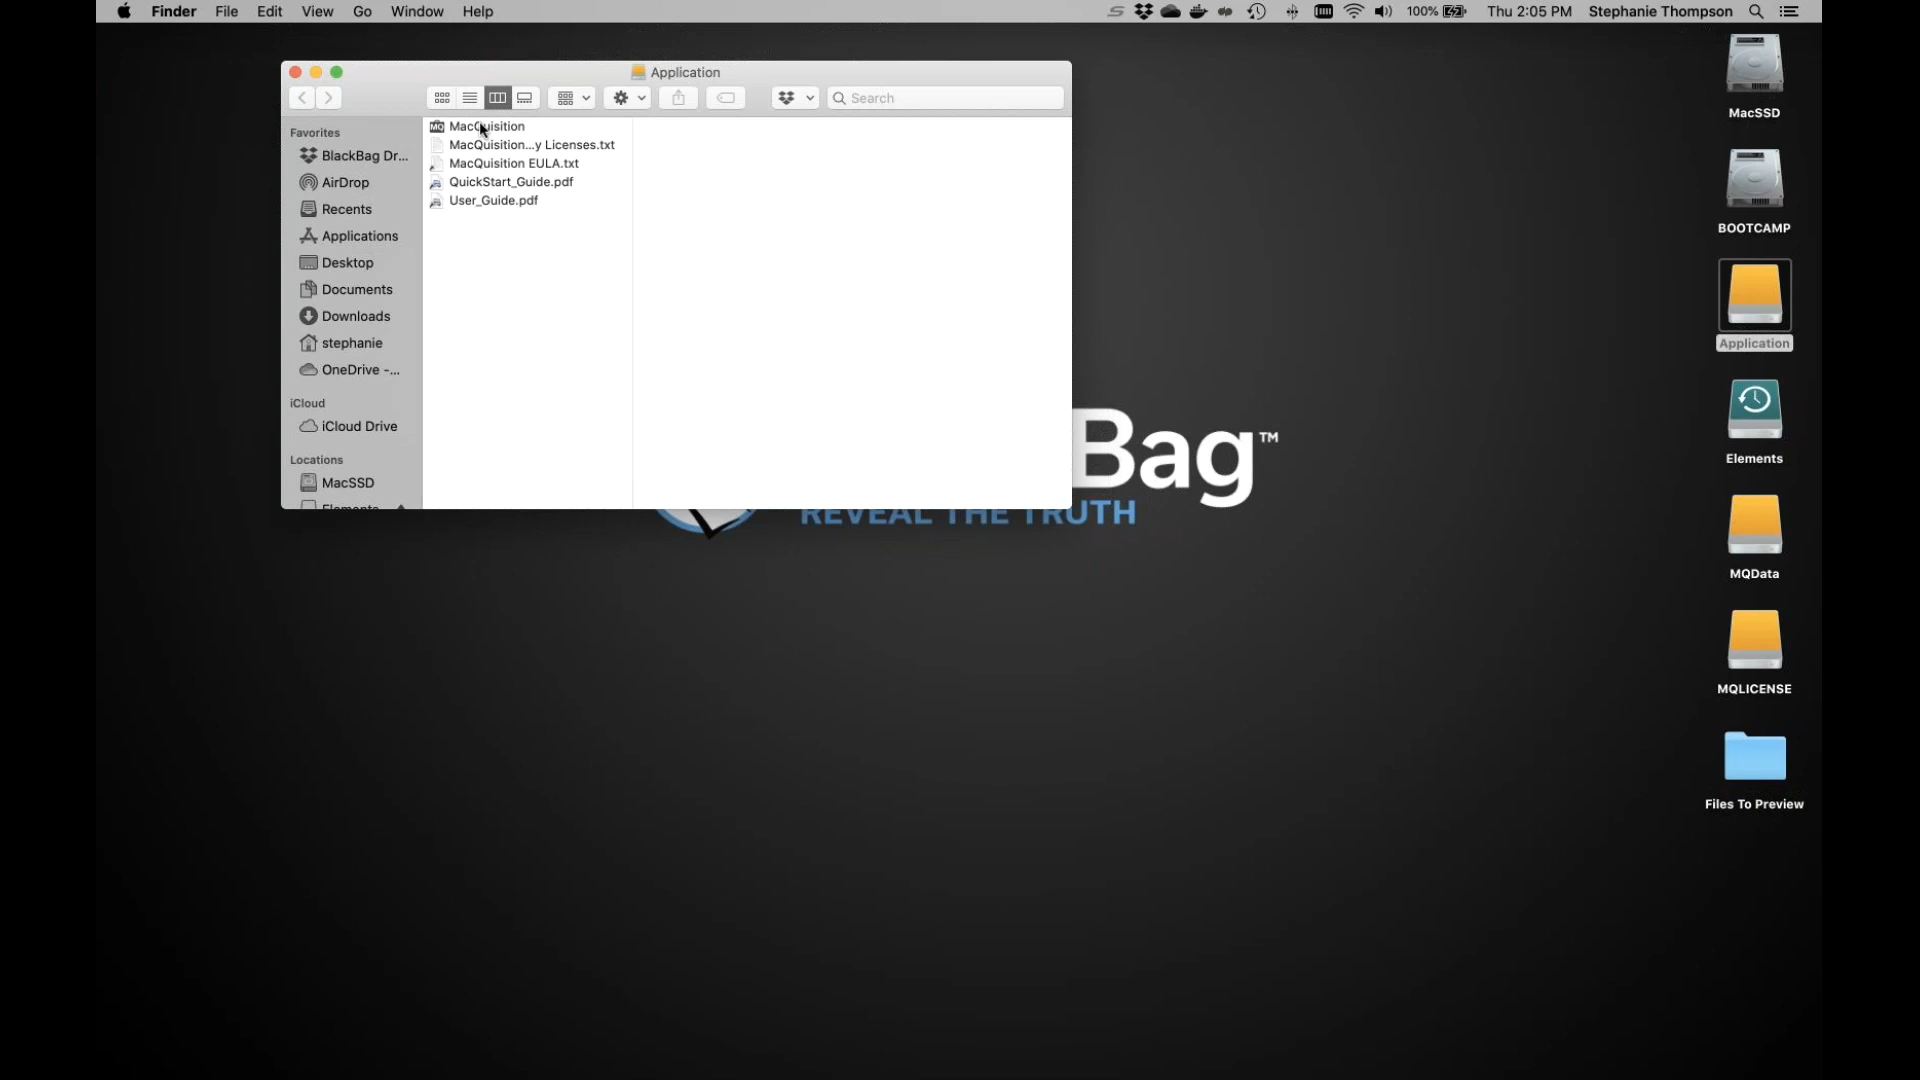 Finder File Edit View Go Window Help
100% Thu 2:05 PM Stephanie Thompson
Application
Search
Favorites
BlackBag Dr...
AirDrop
Recents
Applications
Desktop
Documents
Downloads
stephanie
OneDrive -...
iCloud
iCloud Drive
Locations
MacSSD
Elements
MQ MacQuisition
MacQuisition...y Licenses.txt
MacQuisition EULA.txt
QuickStart_Guide.pdf
User_Guide.pdf
Bag™
REVEAL THE TRUTH
MacSSD
BOOTCAMP
Application
Elements
MQData
MQLICENSE
Files To Preview